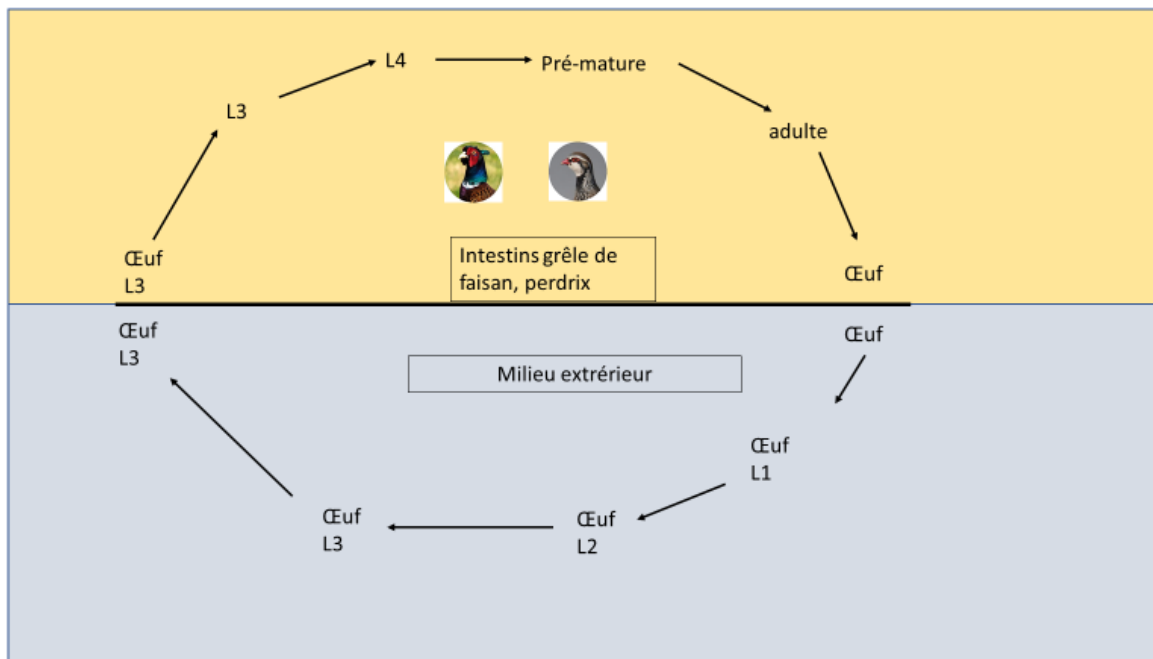 L4
Pré-mature
L3
adulte
Œuf
L3
Intestins grêle de
faisan, perdrix
Œuf
Œuf
L3
Œuf
Milieu extrérieur
Œuf
L1
Œuf
L3
Œuf
L2